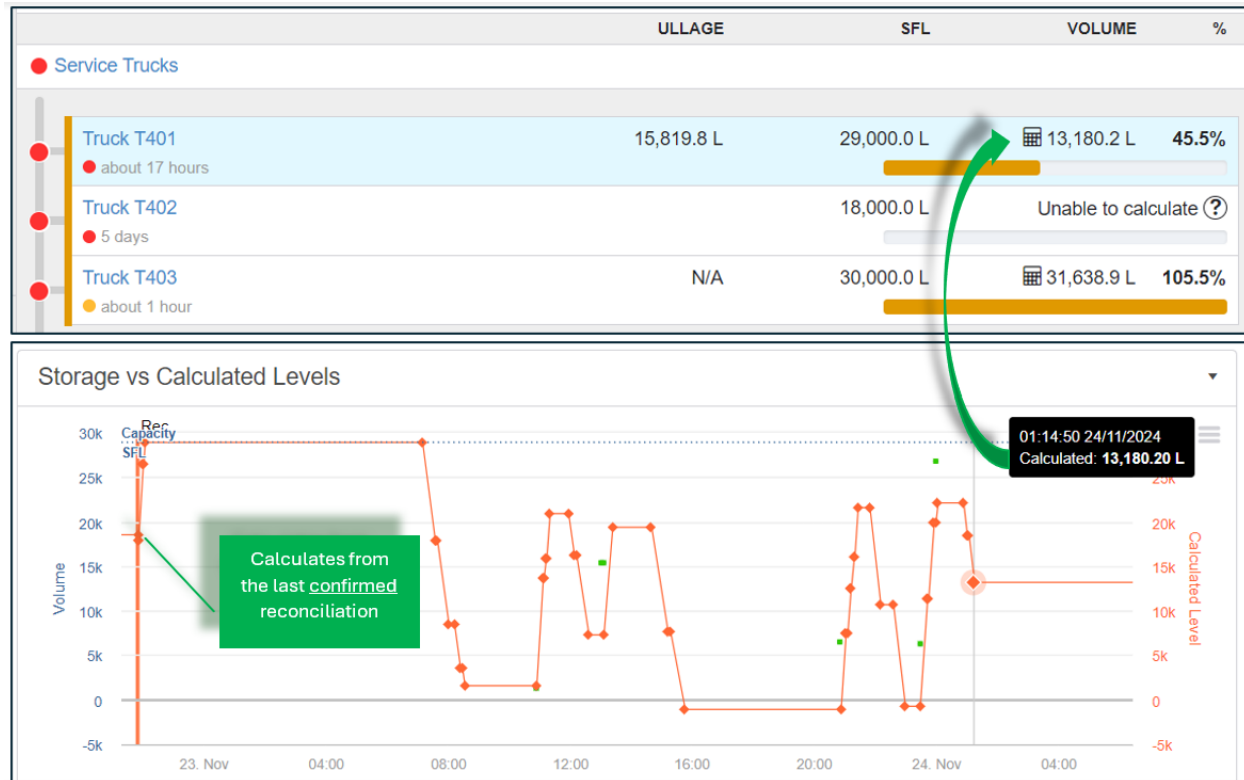 ULLAGE SFL VOLUME %
Service Trucks
Truck T401 15,819.8 L 29,000.0 L 13,180.2 L 45.5%
about 17 hours
Truck T402 18,000.0 L Unable to calculate ?
5 days
Truck T403 N/A 30,000.0 L 31,638.9 L 105.5%
about 1 hour
Storage vs Calculated Levels
Rec
Capacity
SFL
01:14:50 24/11/2024
Calculated: 13,180.20 L
30k
25k 25k
20k 20k
15k 15k
10k 10k
5k 5k
0 0
-5k -5k
Volume
Calculated Level
Calculates from
the last confirmed
reconciliation
23. Nov 04:00 08:00 12:00 16:00 20:00 24. Nov 04:00